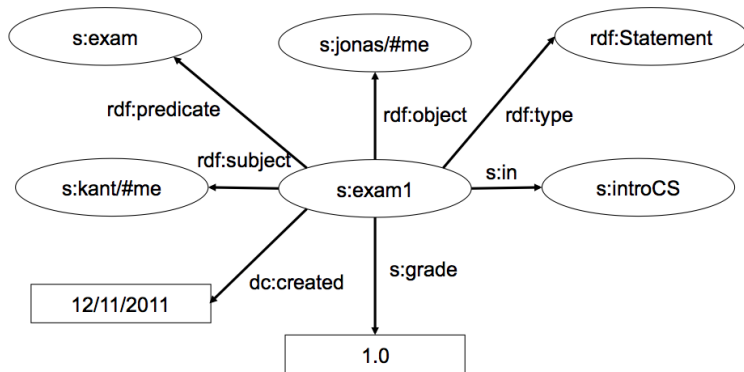 s:exam
s:jonas/#me
rdf:Statement
rdf:predicate
rdf:object
rdf:type
rdf:subject
s:kant/#me
s:exam1
s:in
s:introCS
dc:created
s:grade
12/11/2011
1.0